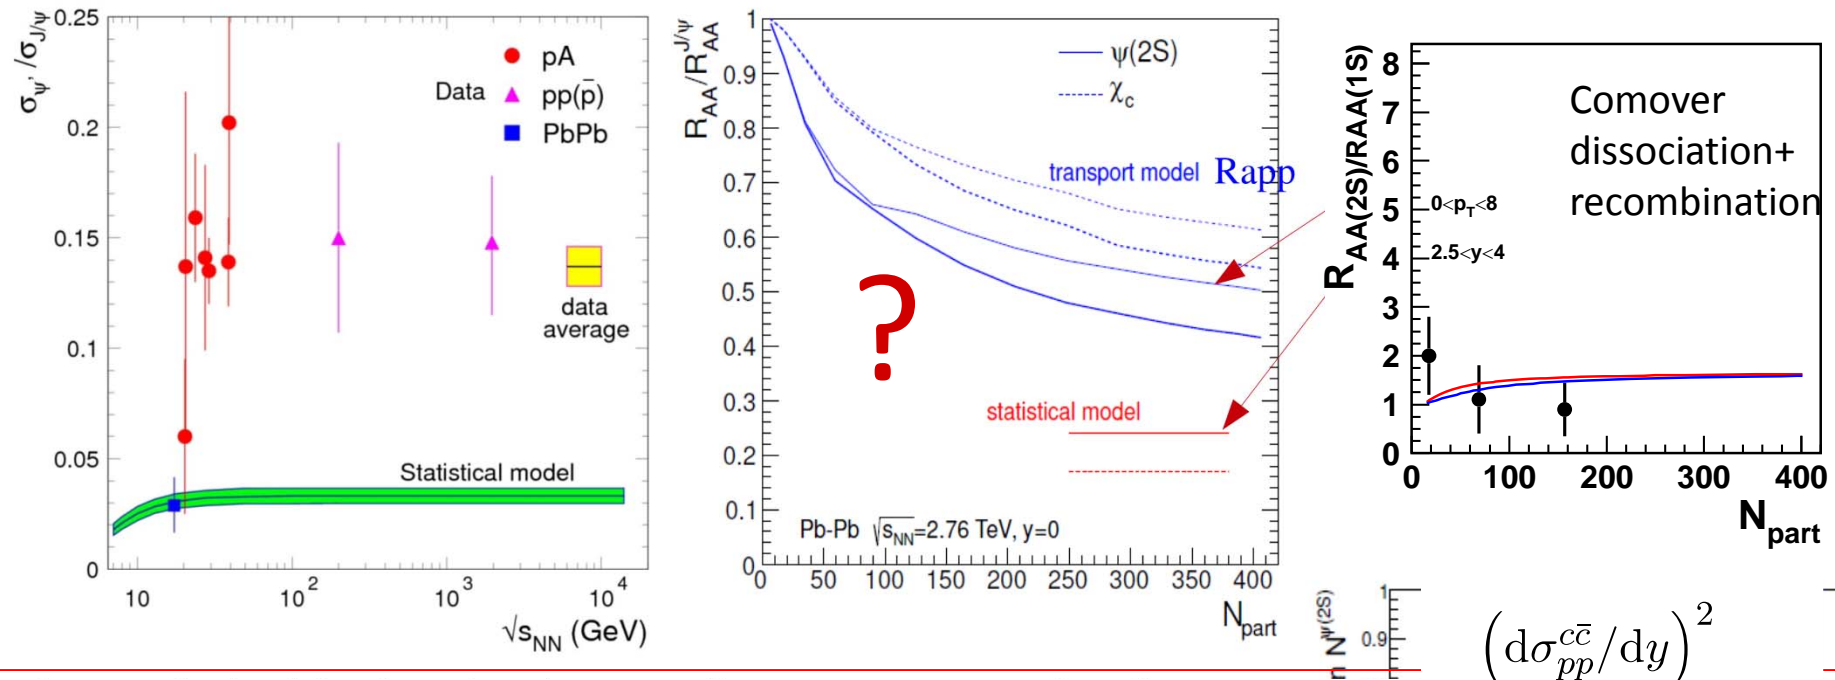 σψ' /σJ/ψ
0.25
0.2
0.15
0.1
0.05
0
10
10²
10³
10⁴
√sNN (GeV)
Data
pA
pp(p̄)
PbPb
data
average
Statistical model
RAA/RAA^J/ψ
1
0.9
0.8
0.7
0.6
0.5
0.4
0.3
0.2
0.1
0
0
50
100
150
200
250
300
350
400
Npart
ψ(2S)
χc
transport model Rapp
?
statistical model
Pb-Pb √sNN=2.76 TeV, y=0
RAA(2S)/RAA(1S)
8
7
6
5
4
3
2
1
0
0
100
200
300
400
Npart
Comover
dissociation+
recombination
0<pT<8
2.5<y<4
1
0.9
n N^ψ(2S)
(dσpp^cc̄/dy)²